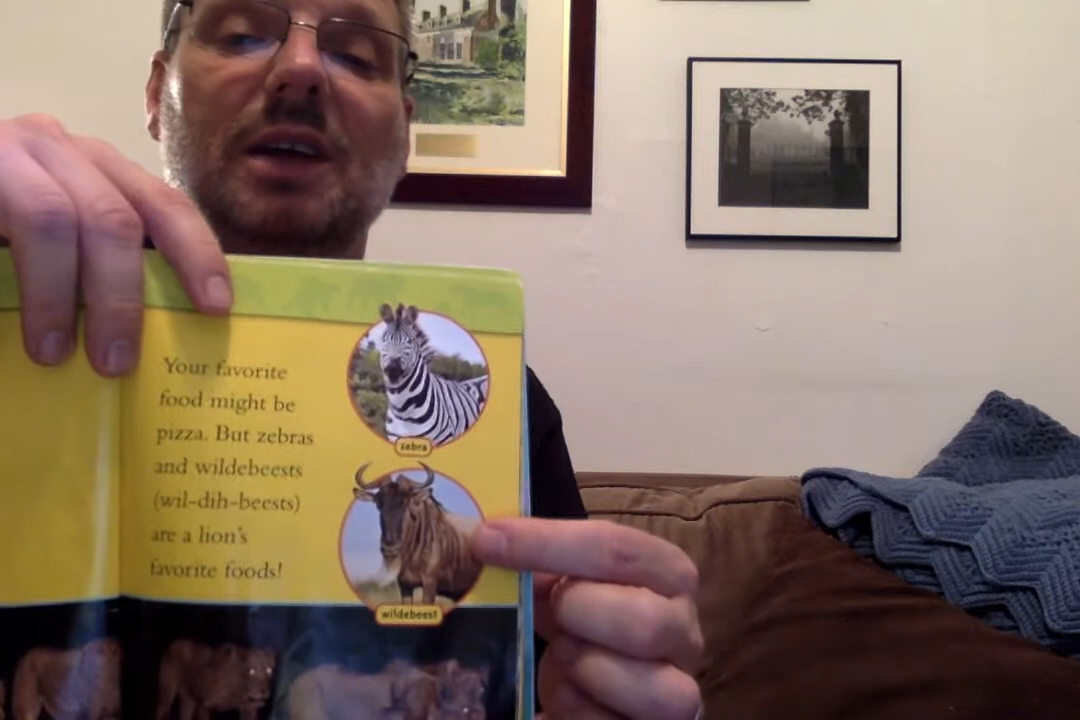 Your favorite
food might be
pizza. But zebras
and wildebeests
(wil-dih-beests)
are a lion's
favorite foods!
zebra
wildebeest